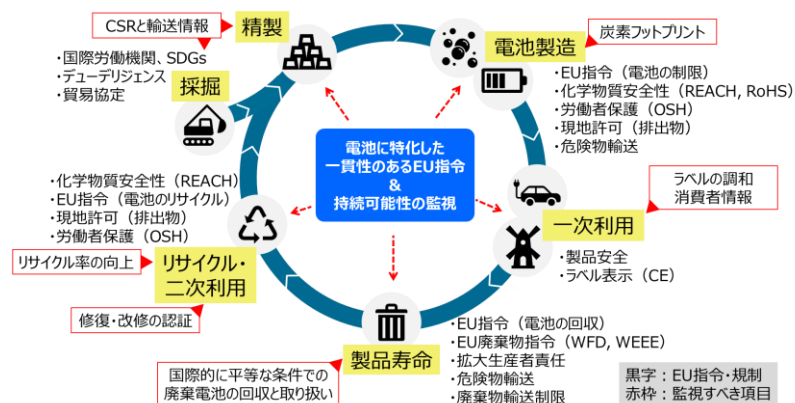 CSRと輸送情報
精製
・国際労働機関、SDGs
・デューデリジェンス
・貿易協定
採掘
電池製造
炭素フットプリント
・EU指令（電池の制限）
・化学物質安全性（REACH, RoHS）
・労働者保護（OSH）
・現地許可（排出物）
・危険物輸送
電池に特化した
一貫性のあるEU指令
&
持続可能性の監視
ラベルの調和
消費者情報
一次利用
・製品安全
・ラベル表示（CE）
・化学物質安全性（REACH）
・EU指令（電池のリサイクル）
・現地許可（排出物）
・労働者保護（OSH）
リサイクル率の向上
リサイクル・
二次利用
修復・改修の認証
製品寿命
・EU指令（電池の回収）
・EU廃棄物指令（WFD, WEEE）
・拡大生産者責任
・危険物輸送
・廃棄物輸送制限
国際的に平等な条件での
廃棄電池の回収と取り扱い
黒字：EU指令・規制
赤枠：監視すべき項目